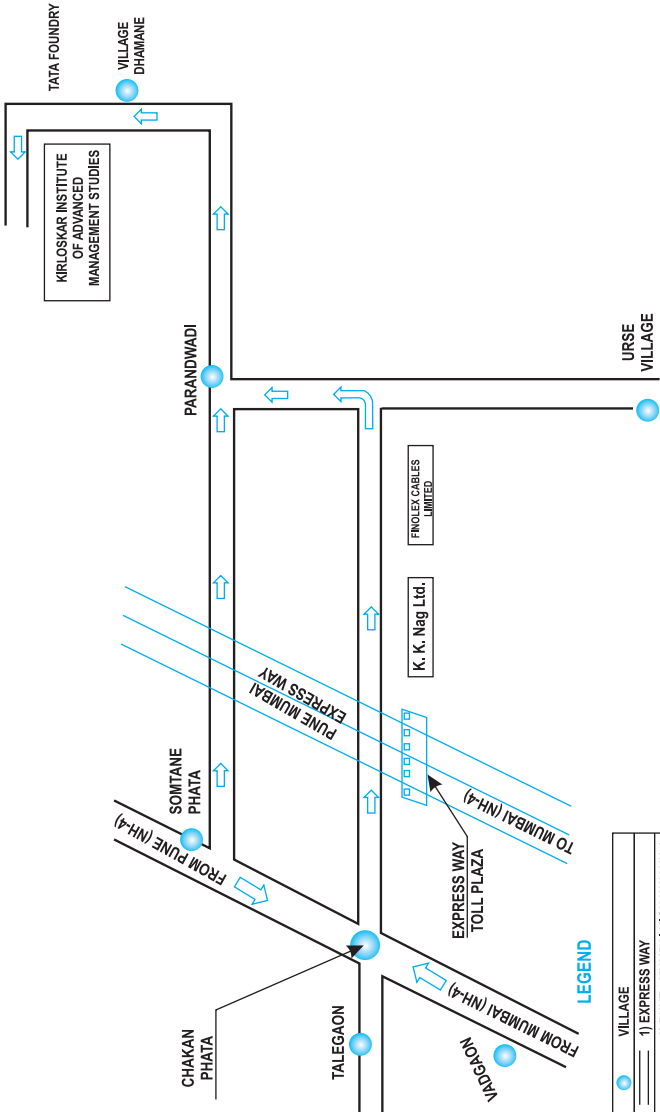 TATA FOUNDRY
VILLAGE
DHAMANE
KIRLOSKAR INSTITUTE
OF ADVANCED
MANAGEMENT STUDIES
PARANDWADI
URSE
VILLAGE
FINOLEX CABLES
LIMITED
K. K. Nag Ltd.
PUNE MUMBAI
EXPRESS WAY
SOMTANE
PHATA
FROM PUNE (NH-4)
TO MUMBAI (NH-4)
EXPRESS WAY
TOLL PLAZA
CHAKAN
PHATA
TALEGAON
VADGAON
FROM MUMBAI (NH-4)
LEGEND
VILLAGE
1) EXPRESS WAY